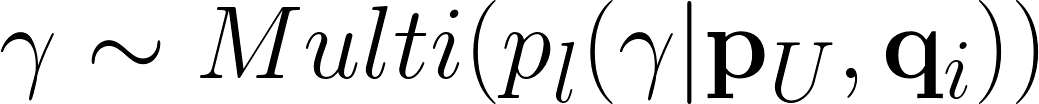 γ ∼ Multi(p_l(γ|𝐩_U, 𝐪_i))